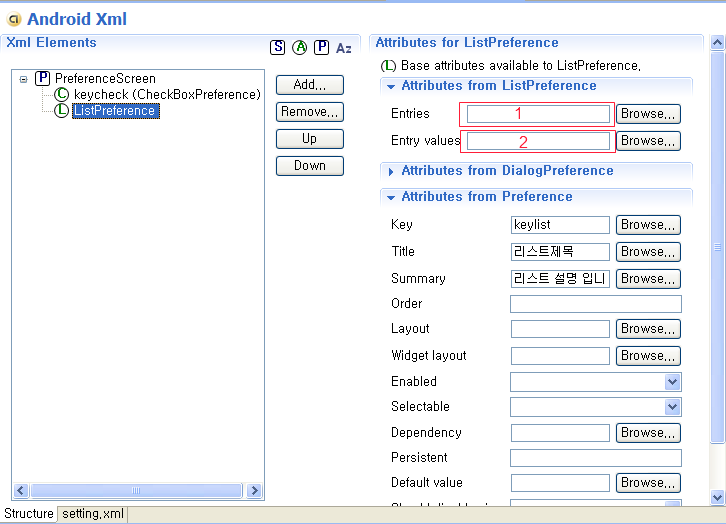 Android Xml
Xml Elements
S A P Az
PreferenceScreen
keycheck (CheckBoxPreference)
ListPreference
Add...
Remove...
Up
Down
Attributes for ListPreference
Base attributes available to ListPreference.
Attributes from ListPreference
Entries 1 Browse...
Entry values 2 Browse...
Attributes from DialogPreference
Attributes from Preference
Key keylist Browse...
Title 리스트제목 Browse...
Summary 리스트 설명 입니 Browse...
Order
Layout Browse...
Widget layout Browse...
Enabled
Selectable
Dependency Browse...
Persistent
Default value Browse...
Structure setting.xml